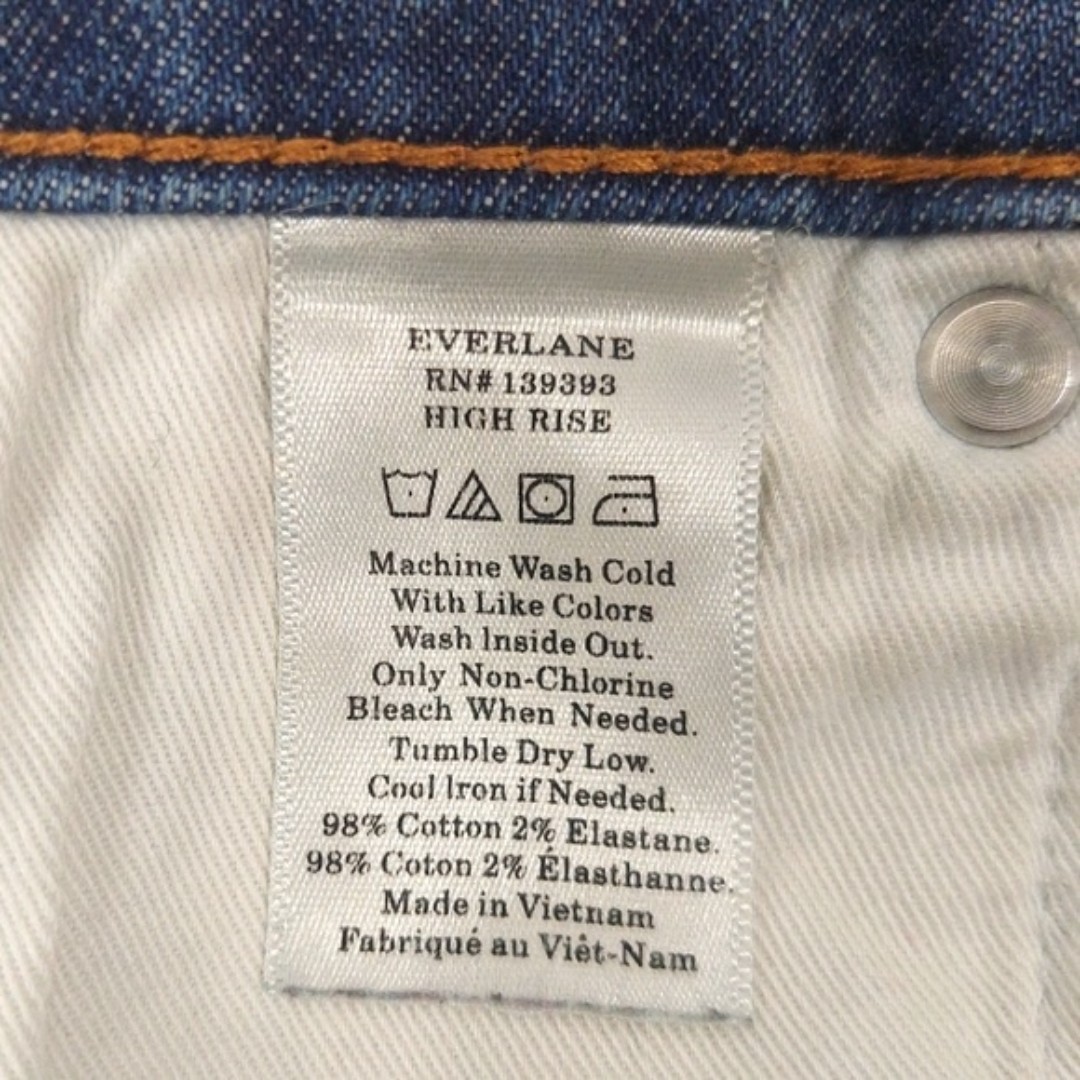 EVERLANE
RN# 139393
HIGH RISE
Machine Wash Cold
With Like Colors
Wash Inside Out.
Only Non-Chlorine
Bleach When Needed.
Tumble Dry Low.
Cool Iron if Needed.
98% Cotton 2% Elastane.
98% Coton 2% Élasthanne.
Made in Vietnam
Fabriqué au Viêt-Nam